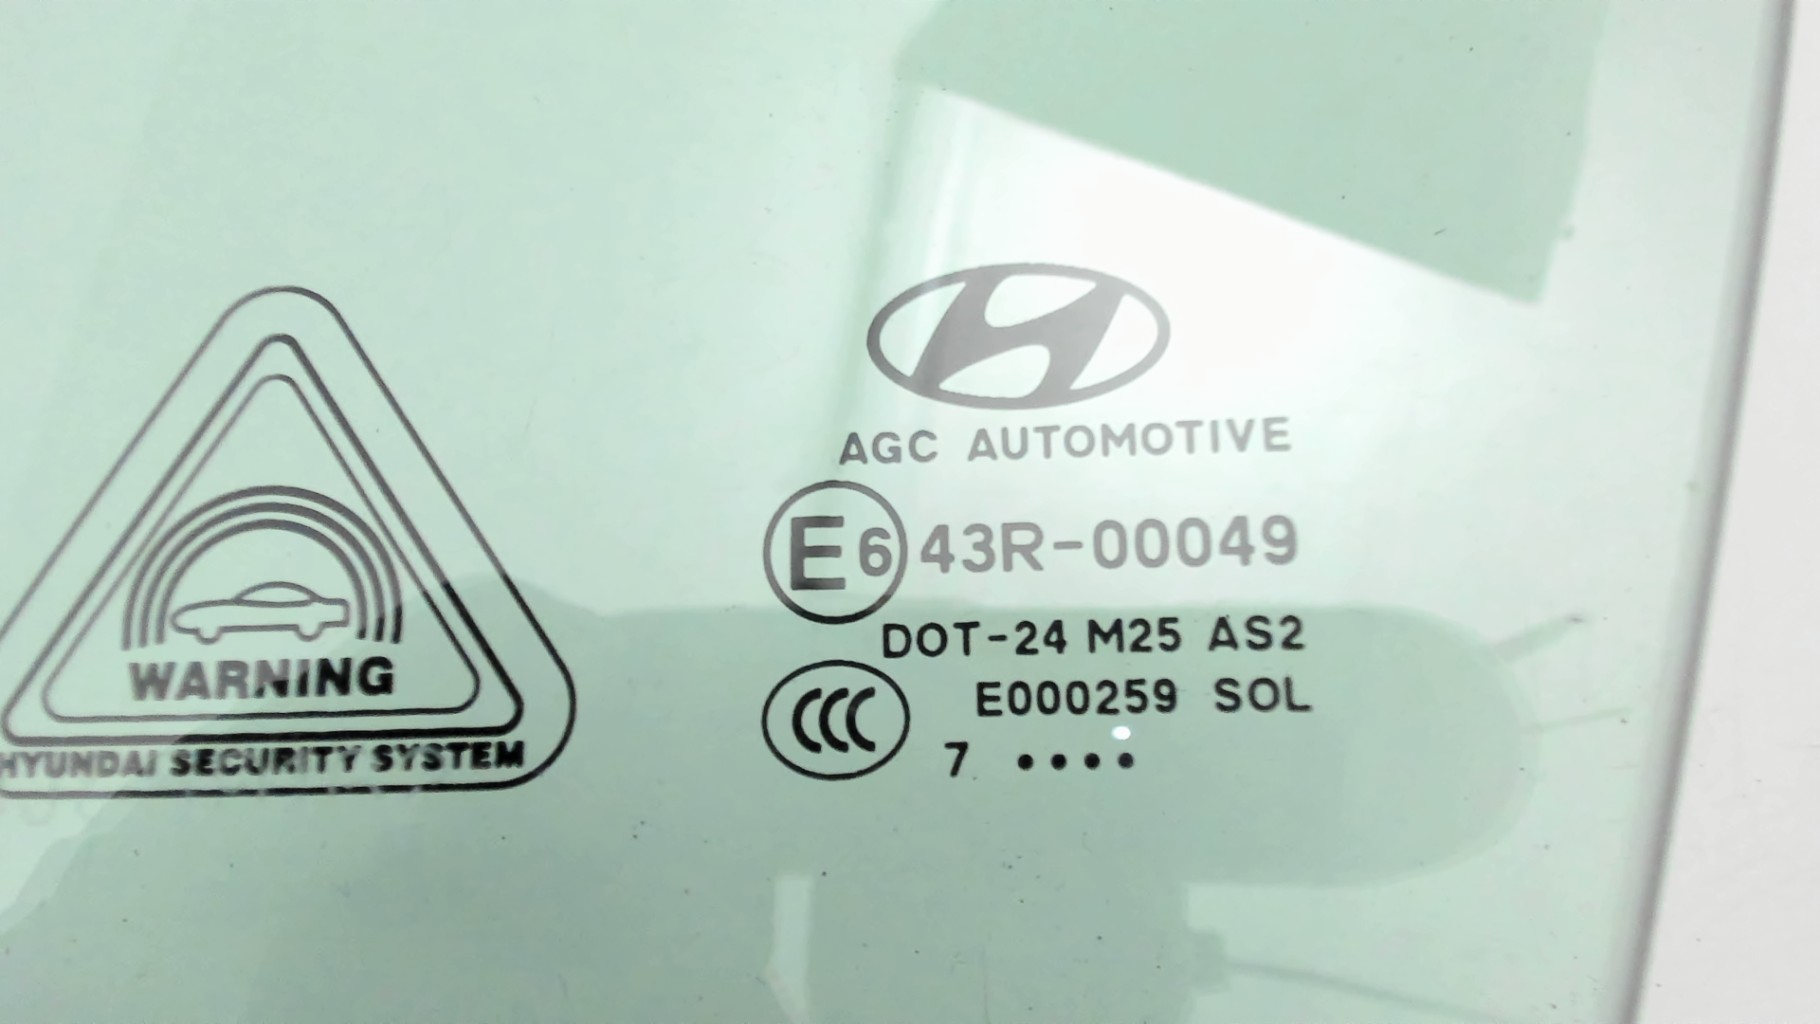 WARNING
HYUNDAI SECURITY SYSTEM
AGC AUTOMOTIVE
E6 43R-00049
DOT-24 M25 AS2
CCC E000259 SOL
7 ••••